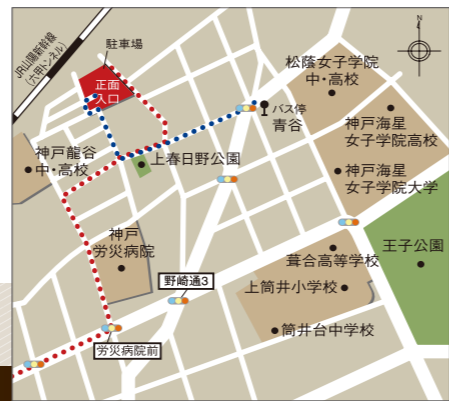 JR山陽新幹線
(六甲トンネル)
駐車場
正面
入口
N
松蔭女子学院
中・高校
バス停
青谷
神戸海星
女子学院高校
神戸龍谷
中・高校
上春日野公園
神戸海星
女子学院大学
神戸
労災病院
王子公園
葺合高等学校
野崎通3
上筒井小学校
筒井台中学校
労災病院前